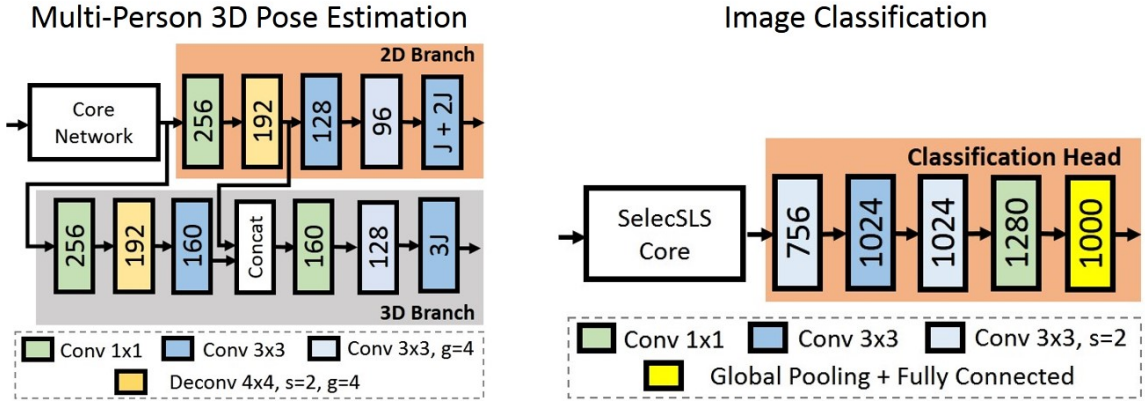 Multi-Person 3D Pose Estimation
2D Branch
Core
Network
256
192
128
96
J + 2J
256
192
160
Concat
160
128
3J
3D Branch
Conv 1x1
Conv 3x3
Conv 3x3, g=4
Deconv 4x4, s=2, g=4
Image Classification
Classification Head
SelecSLS
Core
756
1024
1024
1280
1000
Conv 1x1
Conv 3x3
Conv 3x3, s=2
Global Pooling + Fully Connected